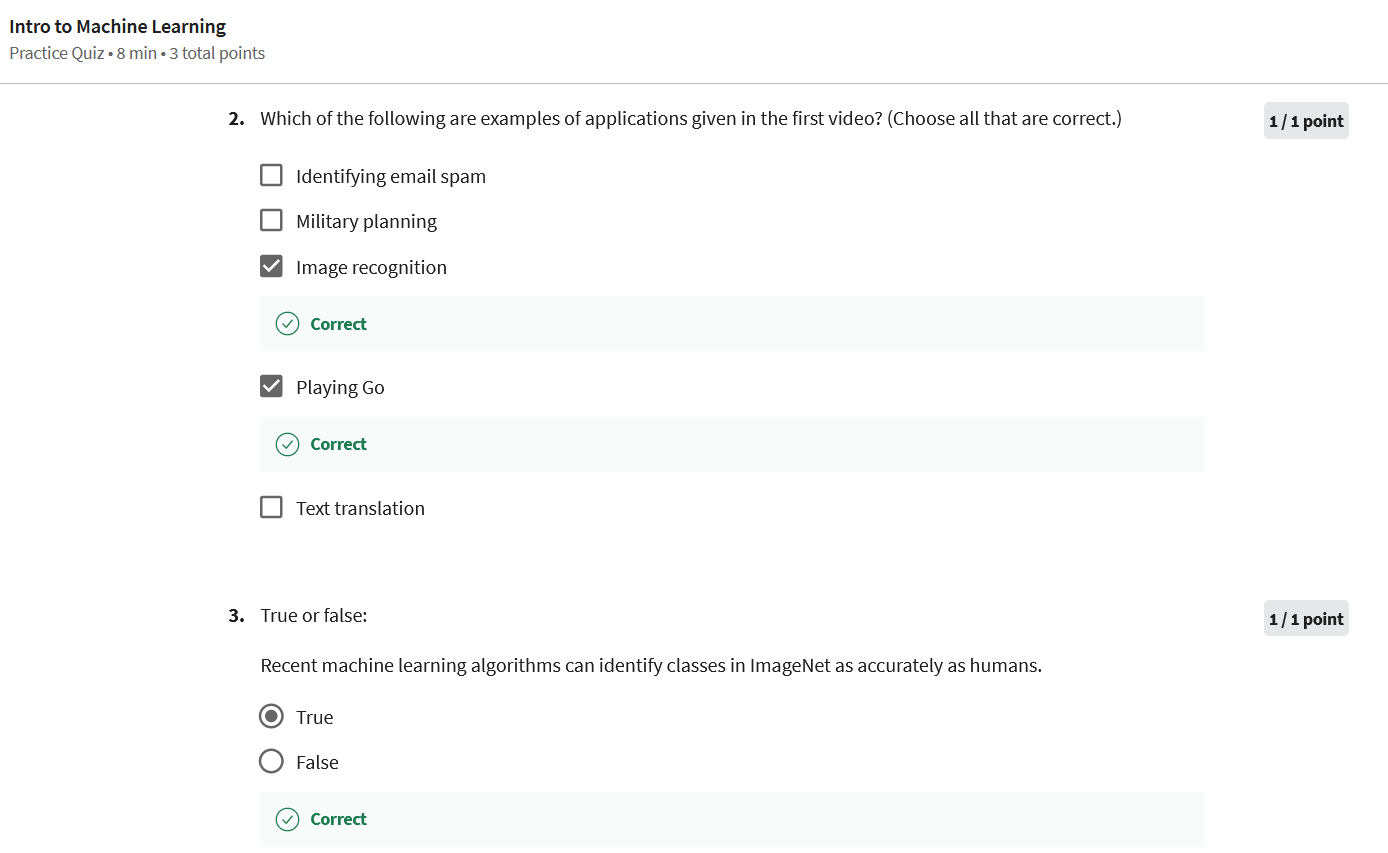 Intro to Machine Learning
Practice Quiz • 8 min • 3 total points
2. Which of the following are examples of applications given in the first video? (Choose all that are correct.)
1 / 1 point
Identifying email spam
Military planning
Image recognition
Correct
Playing Go
Correct
Text translation
3. True or false:
1 / 1 point
Recent machine learning algorithms can identify classes in ImageNet as accurately as humans.
True
False
Correct